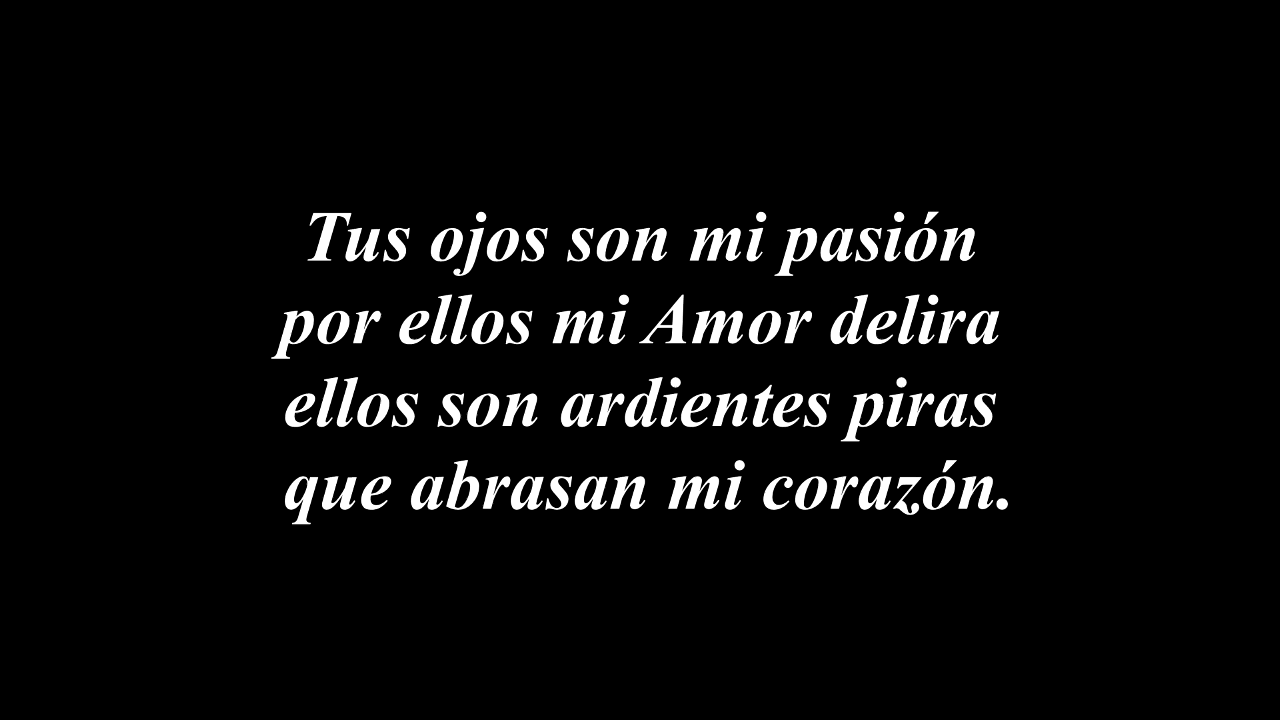 Tus ojos son mi pasión
por ellos mi Amor delira
ellos son ardientes piras
que abrasan mi corazón.